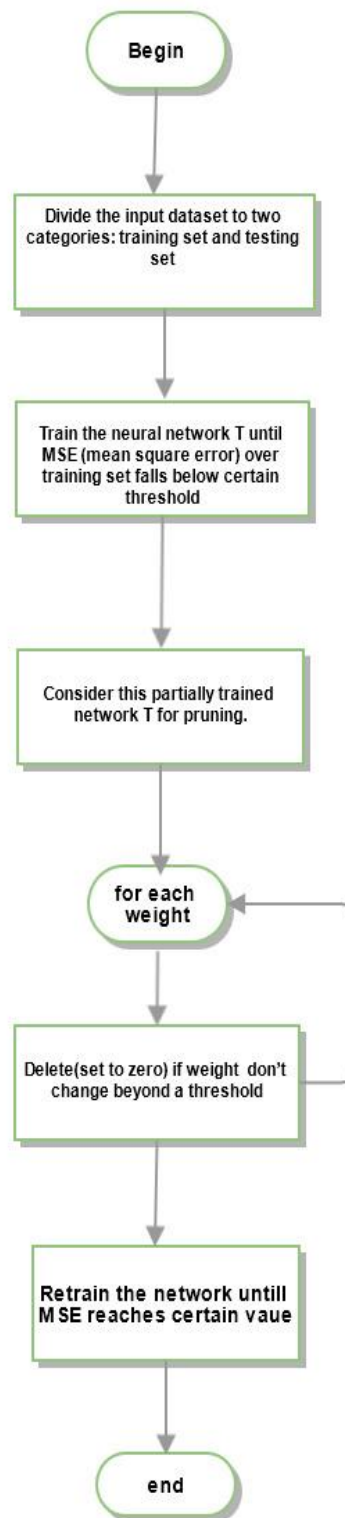 Begin
Divide the input dataset to two
categories: training set and testing
set
Train the neural network T until
MSE (mean square error) over
training set falls below certain
threshold
Consider this partially trained
network T for pruning.
for each
weight
Delete(set to zero) if weight don't
change beyond a threshold
Retrain the network untill
MSE reaches certain vaue
end